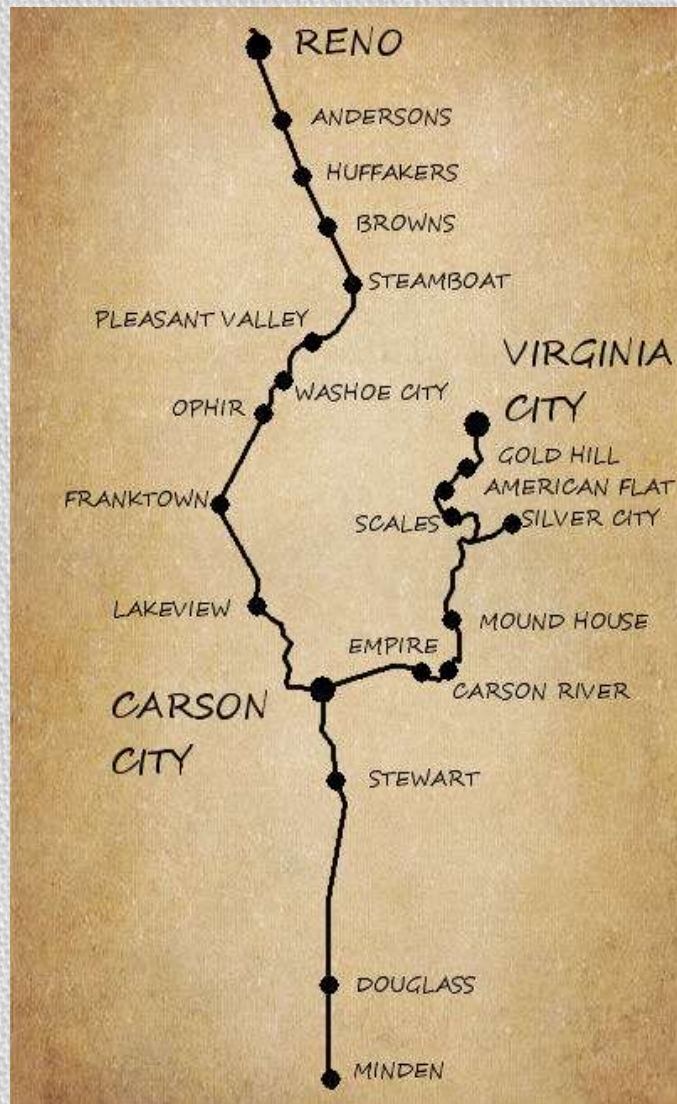 RENO
ANDERSONS
HUFFAKERS
BROWNS
STEAMBOAT
PLEASANT VALLEY
VIRGINIA
CITY
WASHOE CITY
OPHIR
GOLD HILL
AMERICAN FLAT
FRANKTOWN
SCALES
SILVER CITY
LAKEVIEW
MOUND HOUSE
EMPIRE
CARSON RIVER
CARSON
CITY
STEWART
DOUGLASS
MINDEN